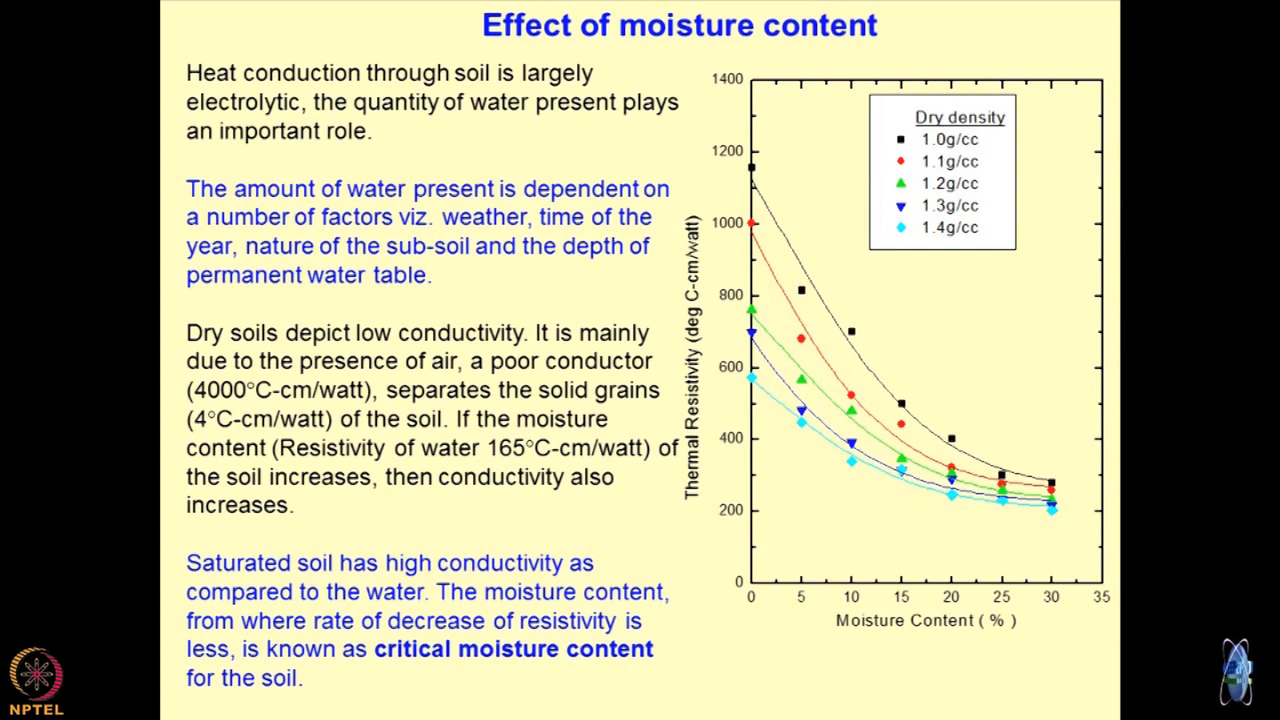 Effect of moisture content
Heat conduction through soil is largely
electrolytic, the quantity of water present plays
an important role.
The amount of water present is dependent on
a number of factors viz. weather, time of the
year, nature of the sub-soil and the depth of
permanent water table.
Dry soils depict low conductivity. It is mainly
due to the presence of air, a poor conductor
(4000°C-cm/watt), separates the solid grains
(4°C-cm/watt) of the soil. If the moisture
content (Resistivity of water 165°C-cm/watt) of
the soil increases, then conductivity also
increases.
Saturated soil has high conductivity as
compared to the water. The moisture content,
from where rate of decrease of resistivity is
less, is known as critical moisture content
for the soil.
Thermal Resistivity (deg C-cm/watt)
1400
1200
1000
800
600
400
200
0
Dry density
1.0g/cc
1.1g/cc
1.2g/cc
1.3g/cc
1.4g/cc
0 5 10 15 20 25 30 35
Moisture Content ( % )
NPTEL